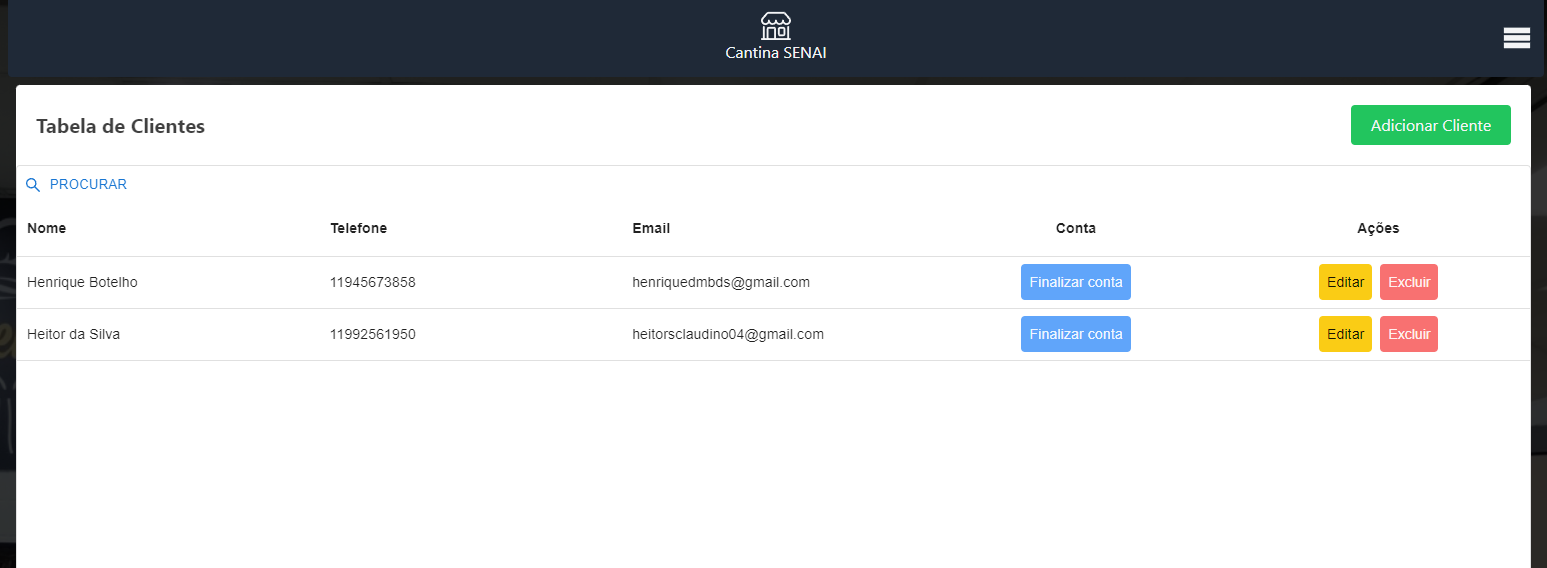 Cantina SENAI
Tabela de Clientes
Adicionar Cliente
PROCURAR
Nome Telefone Email Conta Ações
Henrique Botelho 11945673858 henriquedmbds@gmail.com Finalizar conta Editar Excluir
Heitor da Silva 11992561950 heitorsclaudino04@gmail.com Finalizar conta Editar Excluir